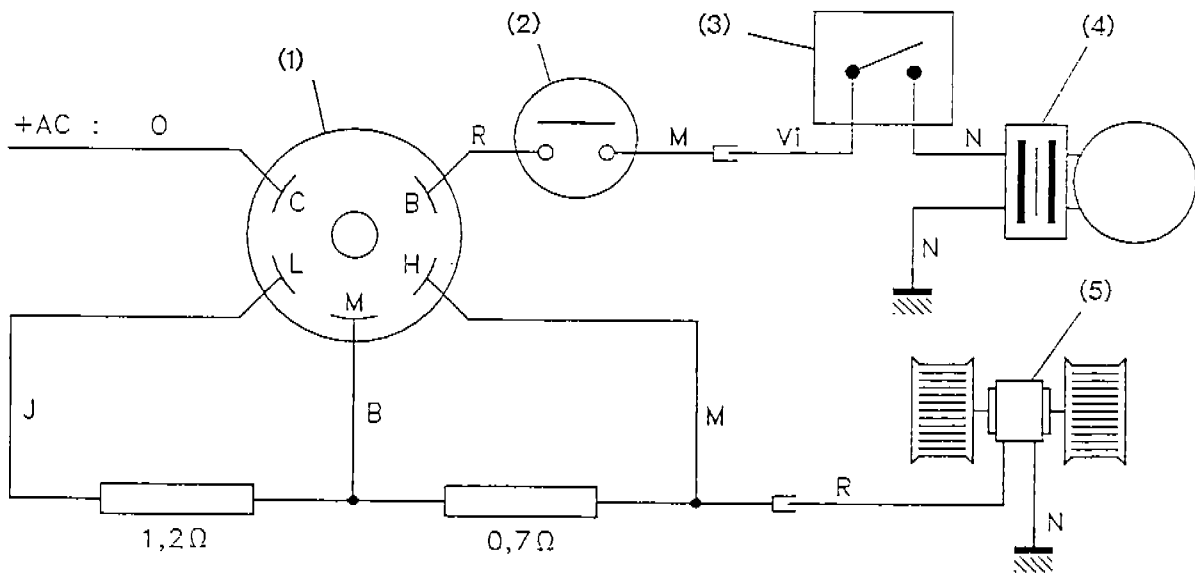 (1)
(2)
(3)
(4)
+AC : O
R
M
Vi
N
C
B
L
H
M
N
(5)
J
B
M
R
N
1,2Ω
0,7Ω